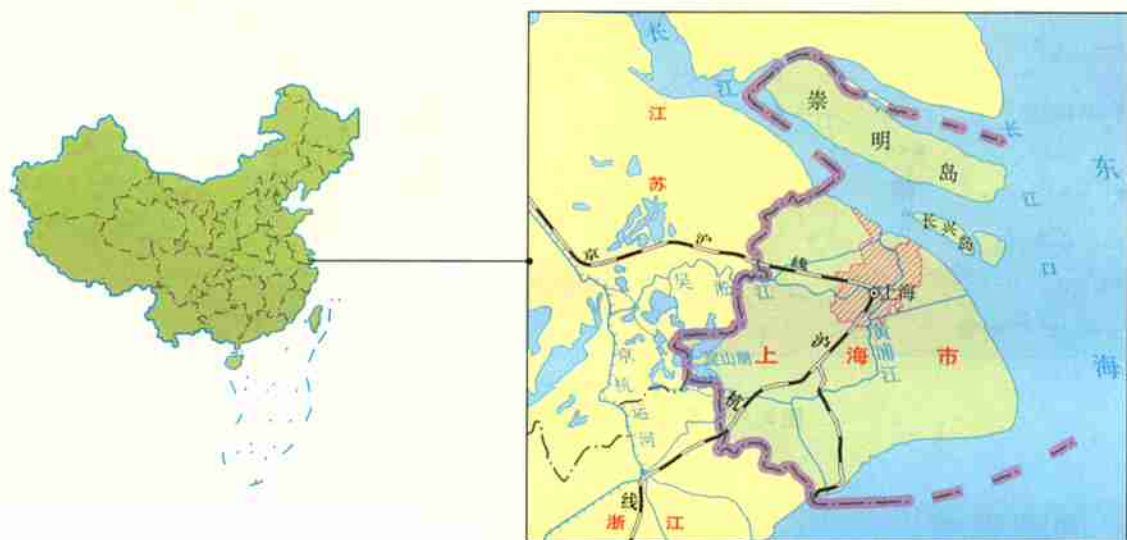 长
江
崇
明
岛
长
江
口
东
海
江
苏
长兴岛
京
沪
线
吴
淞
江
上海
淀山湖
上海市
黄浦江
沪
杭
线
京
杭
运
河
浙江